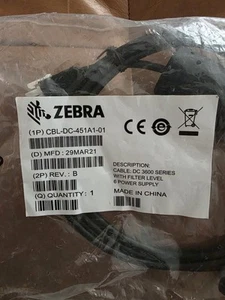 ZEBRA
(1P) CBL-DC-451A1-01
(D) MFD : 29MAR21
(2P) REV. : B
(Q) QUANTITY : 1
DESCRIPTION:
CABLE: DC 3600 SERIES
WITH FILTER LEVEL
6 POWER SUPPLY
MADE IN CHINA